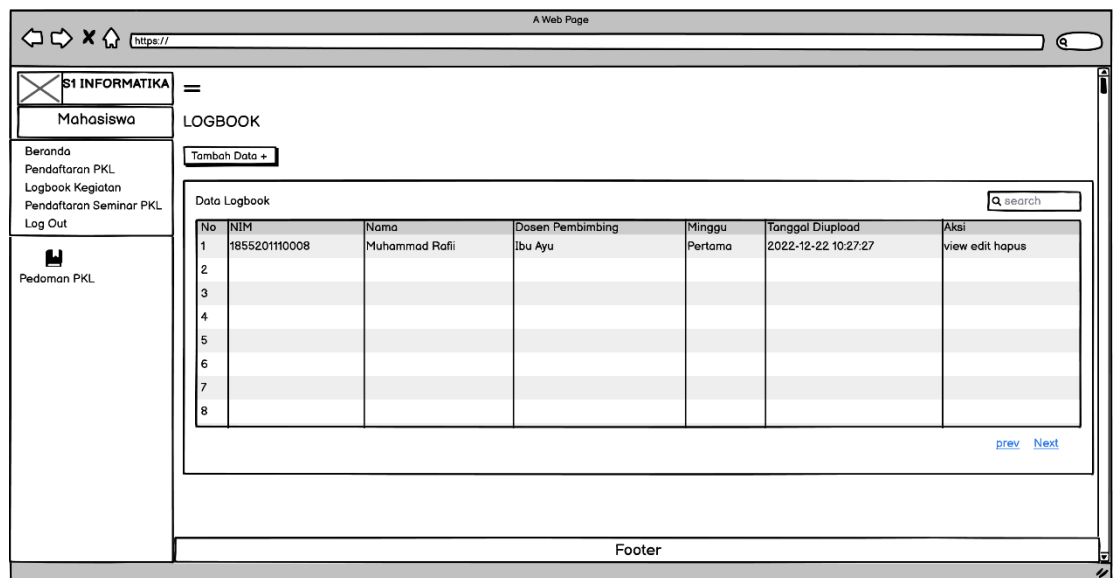 A Web Page
https://
S1 INFORMATIKA
Mahasiswa
Beranda
Pendaftaran PKL
Logbook Kegiatan
Pendaftaran Seminar PKL
Log Out
Pedoman PKL
LOGBOOK
Tambah Data +
Data Logbook
search
No NIM Nama Dosen Pembimbing Minggu Tanggal Diupload Aksi
1 1855201110008 Muhammad Rafii Ibu Ayu Pertama 2022-12-22 10:27:27 view edit hapus
2
3
4
5
6
7
8
prev Next
Footer